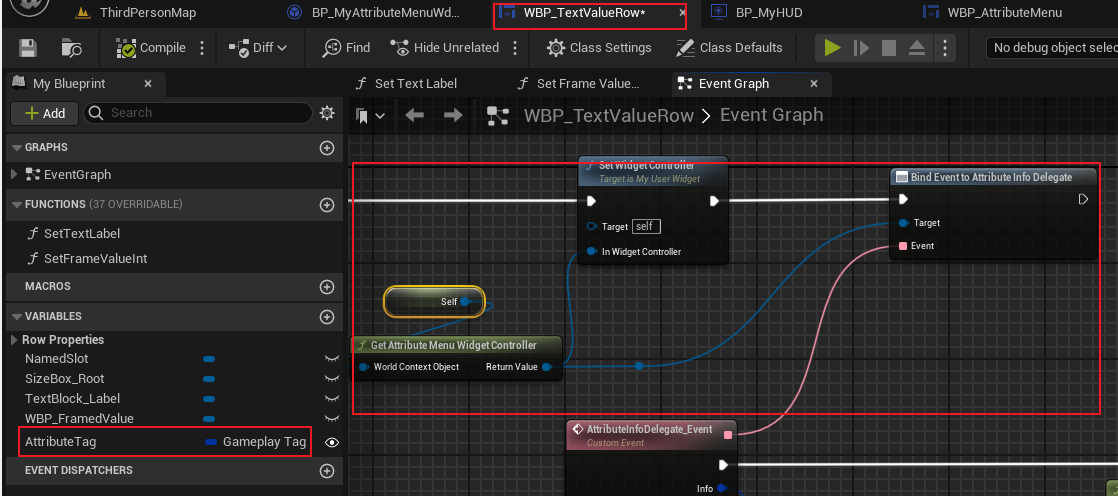 ThirdPersonMap
BP_MyAttributeMenuWd...
WBP_TextValueRow*
BP_MyHUD
WBP_AttributeMenu
Compile
Diff
Find
Hide Unrelated
Class Settings
Class Defaults
No debug object selec
My Blueprint
Set Text Label
Set Frame Value...
Event Graph
Add
Search
WBP_TextValueRow > Event Graph
GRAPHS
EventGraph
FUNCTIONS (37 OVERRIDABLE)
SetTextLabel
SetFrameValueInt
MACROS
VARIABLES
Row Properties
NamedSlot
SizeBox_Root
TextBlock_Label
WBP_FramedValue
AttributeTag Gameplay Tag
EVENT DISPATCHERS
Set Widget Controller
Target is My User Widget
Target self
In Widget Controller
Bind Event to Attribute Info Delegate
Target
Event
Self
Get Attribute Menu Widget Controller
World Context Object Return Value
AttributeInfoDelegate_Event
Custom Event
Info